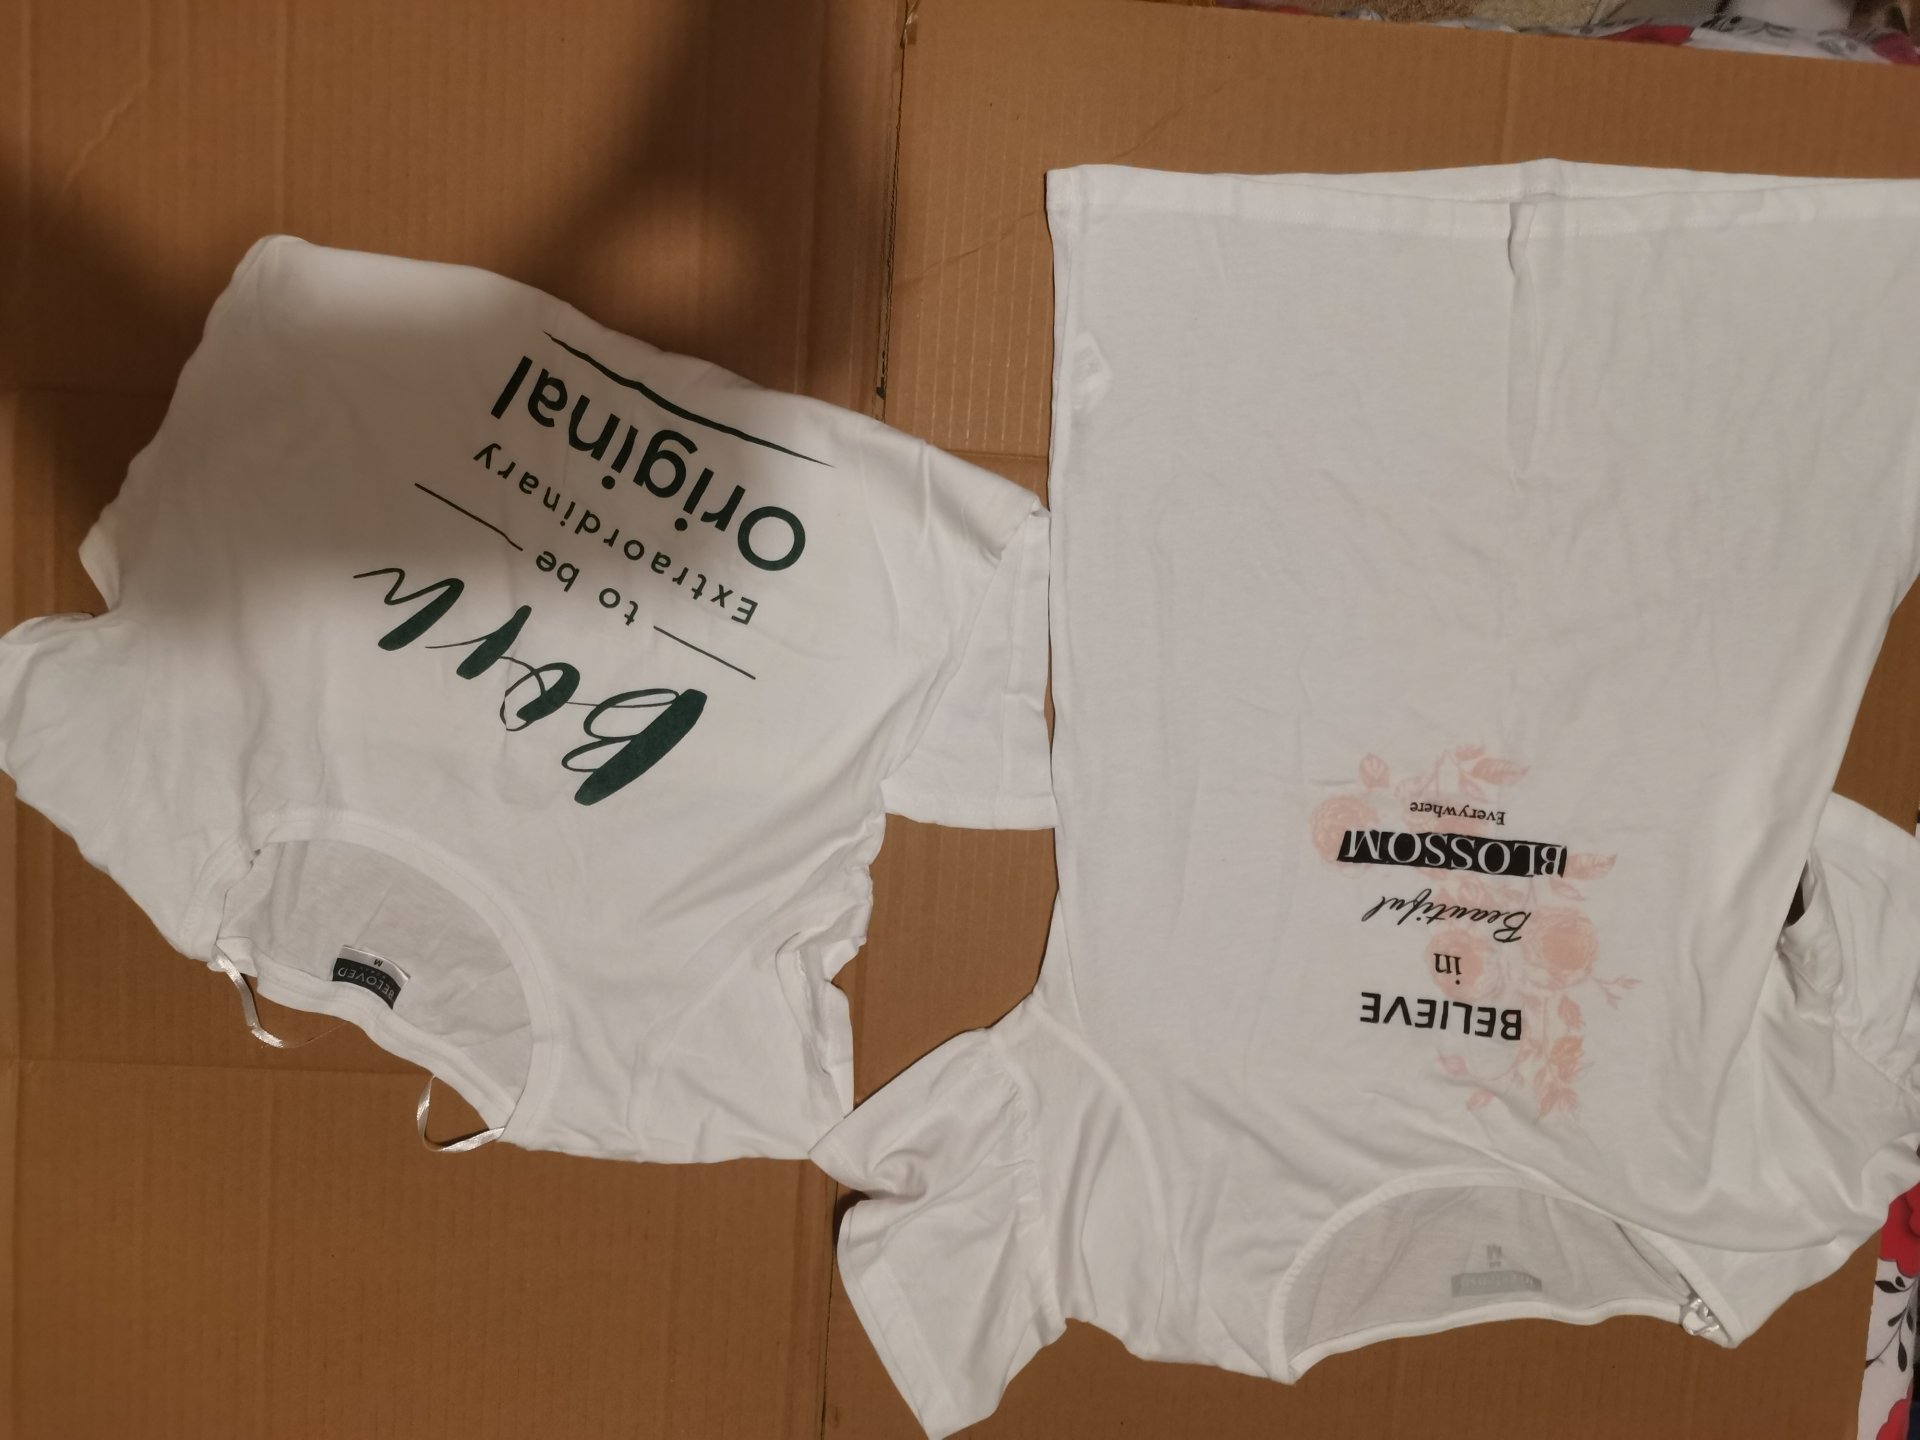 Born
to be
Extraordinary
Original
BELOVED
M
BELIEVE
in
Beautiful
BLOSSOM
Everywhere
M